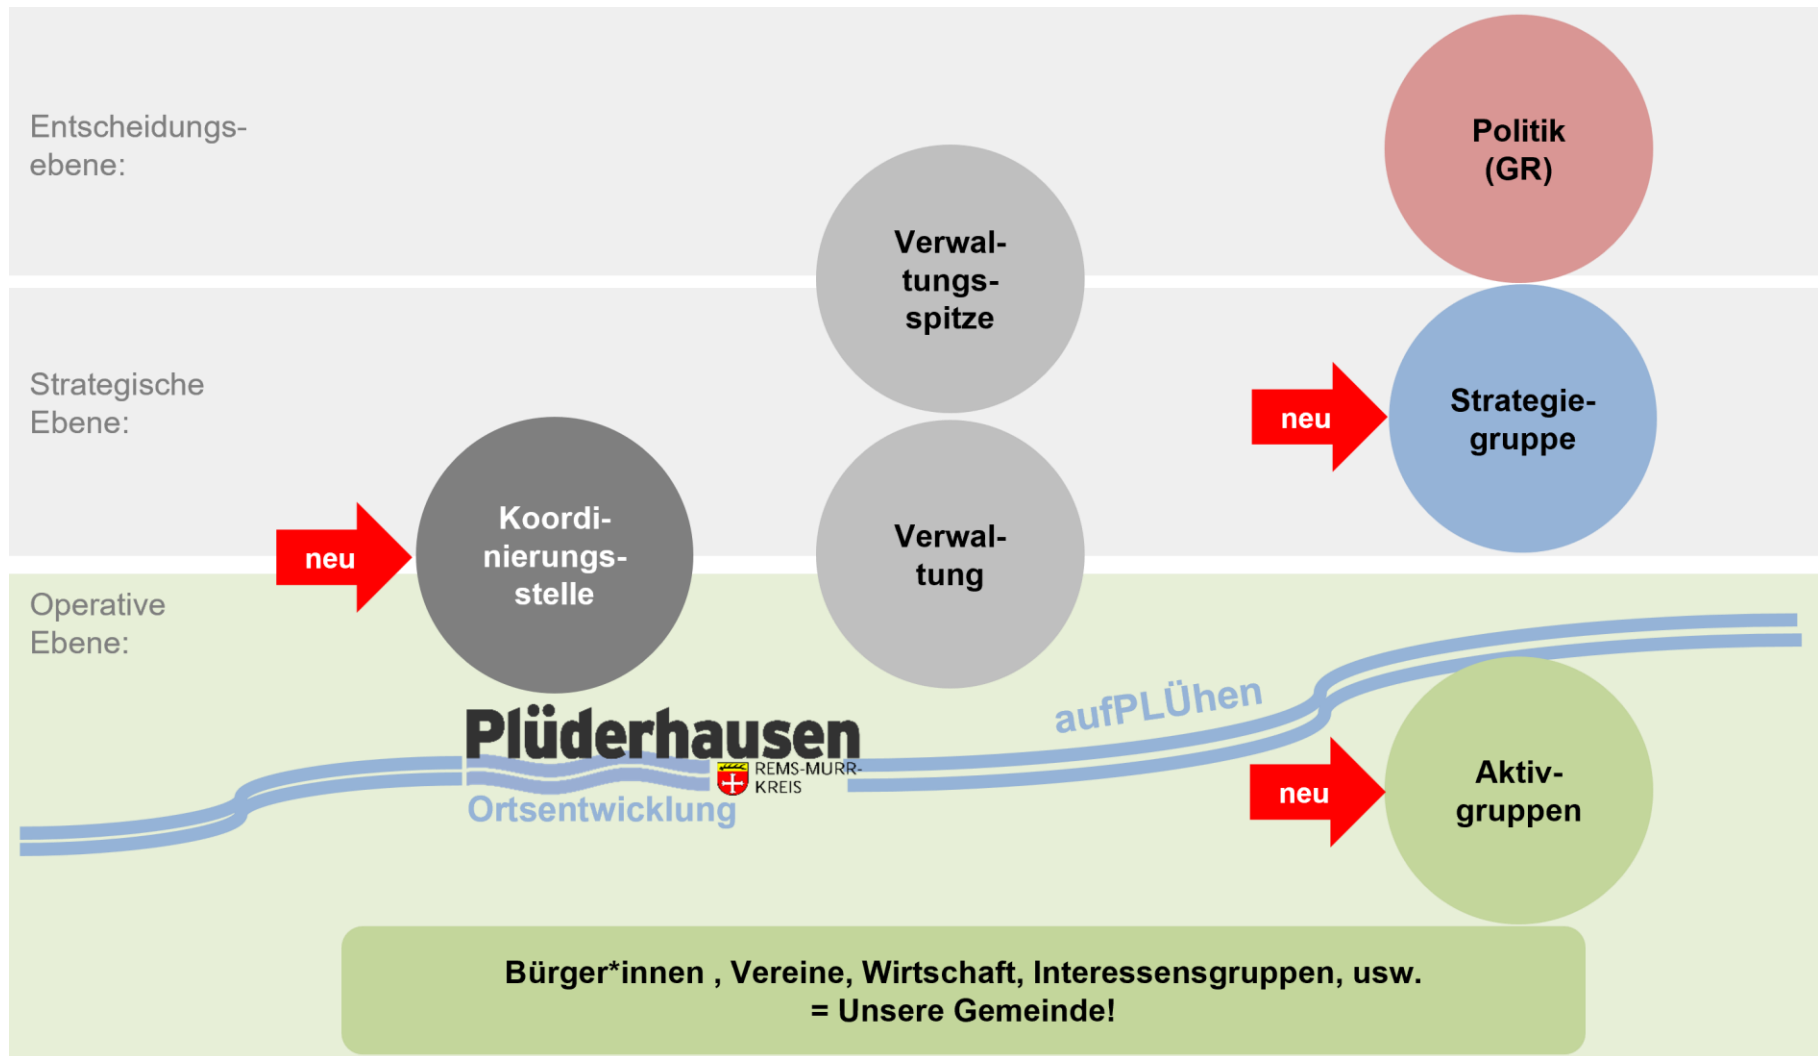 Entscheidungs-
ebene:
Politik
(GR)
Verwal-
tungs-
spitze
Strategische
Ebene:
neu
Strategie-
gruppe
neu
Koordi-
nierungs-
stelle
Verwal-
tung
Operative
Ebene:
aufPLÜhen
Plüderhausen
REMS-MURR-
KREIS
Ortsentwicklung
neu
Aktiv-
gruppen
Bürger*innen , Vereine, Wirtschaft, Interessensgruppen, usw.
= Unsere Gemeinde!